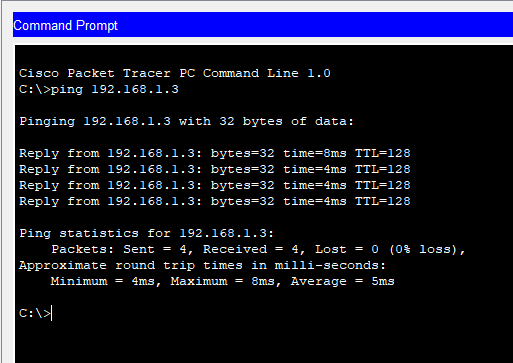 Command Prompt
Cisco Packet Tracer PC Command Line 1.0
C:\>ping 192.168.1.3
Pinging 192.168.1.3 with 32 bytes of data:
Reply from 192.168.1.3: bytes=32 time=8ms TTL=128
Reply from 192.168.1.3: bytes=32 time=4ms TTL=128
Reply from 192.168.1.3: bytes=32 time=4ms TTL=128
Reply from 192.168.1.3: bytes=32 time=4ms TTL=128
Ping statistics for 192.168.1.3:
Packets: Sent = 4, Received = 4, Lost = 0 (0% loss),
Approximate round trip times in milli-seconds:
Minimum = 4ms, Maximum = 8ms, Average = 5ms
C:\>